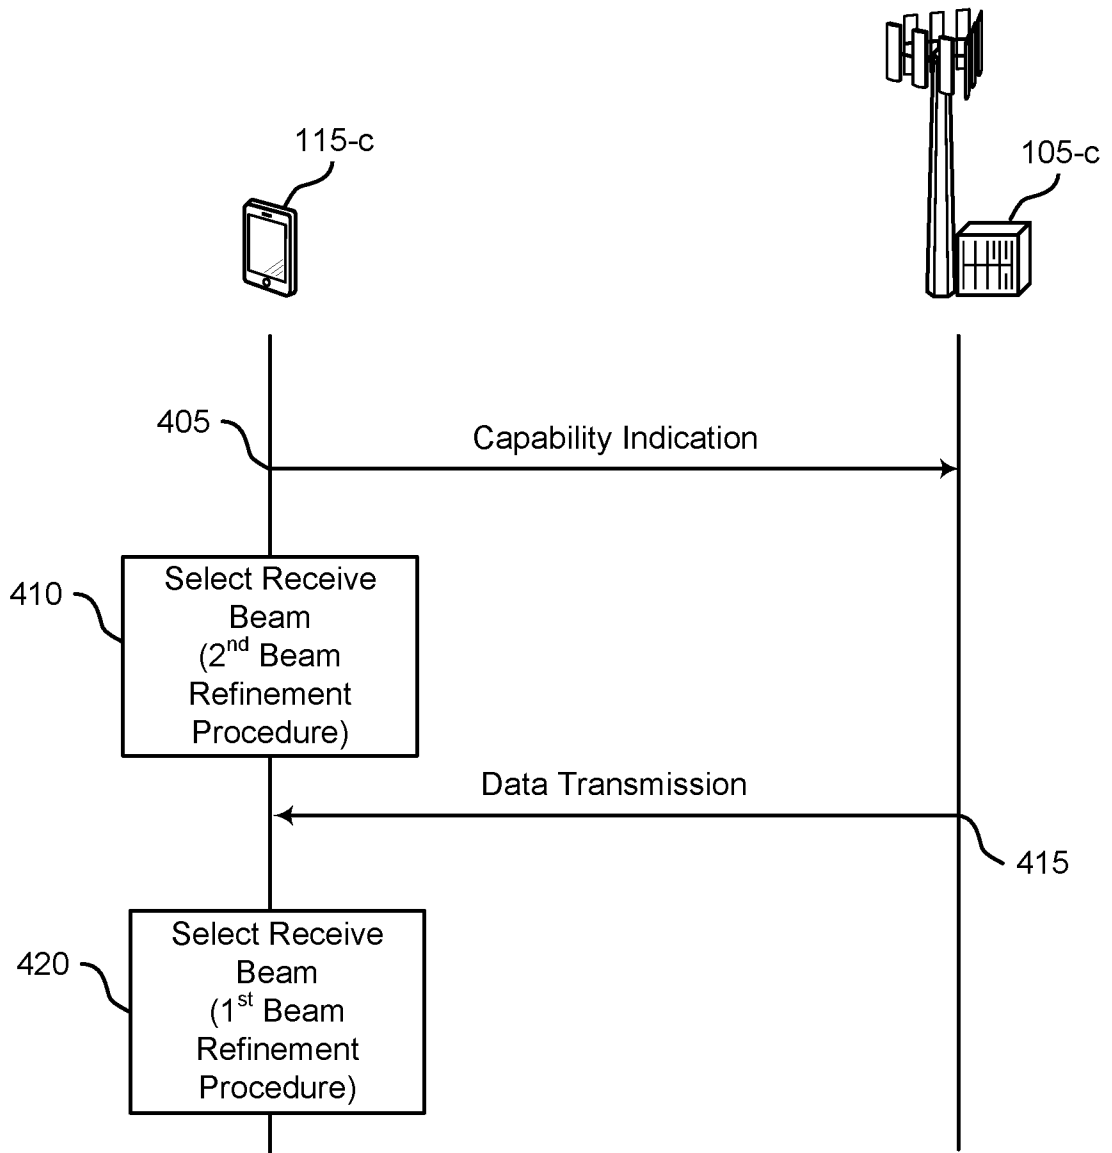 115-c
105-c
405
Capability Indication
410
Select Receive
Beam
(2nd Beam
Refinement
Procedure)
Data Transmission
415
420
Select Receive
Beam
(1st Beam
Refinement
Procedure)